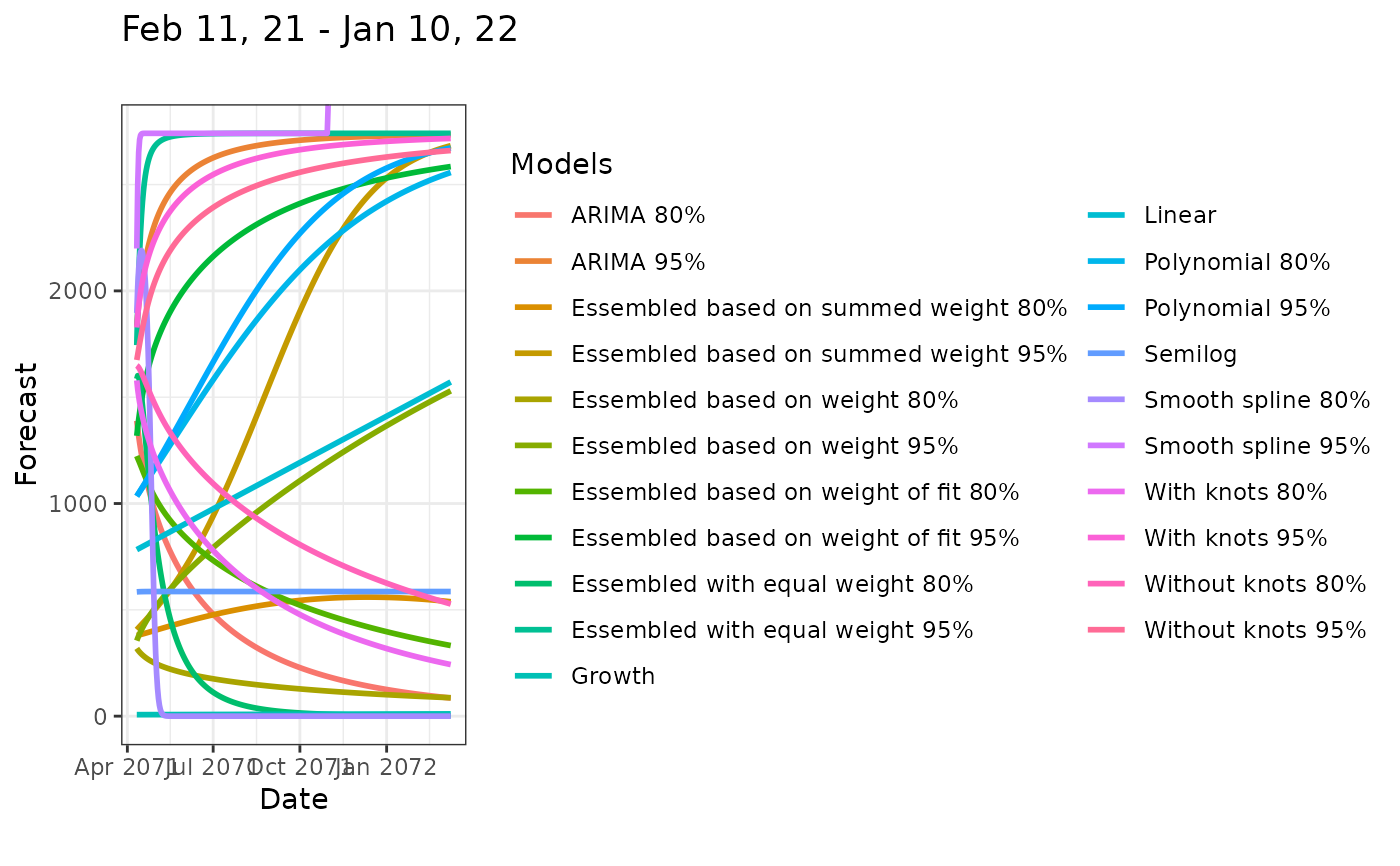 Feb 11, 21 - Jan 10, 22
Forecast
2000
1000
0
Apr 2071
Jul 2071
Oct 2071
Jan 2072
Date
Models
ARIMA 80%
ARIMA 95%
Essembled based on summed weight 80%
Essembled based on summed weight 95%
Essembled based on weight 80%
Essembled based on weight 95%
Essembled based on weight of fit 80%
Essembled based on weight of fit 95%
Essembled with equal weight 80%
Essembled with equal weight 95%
Growth
Linear
Polynomial 80%
Polynomial 95%
Semilog
Smooth spline 80%
Smooth spline 95%
With knots 80%
With knots 95%
Without knots 80%
Without knots 95%